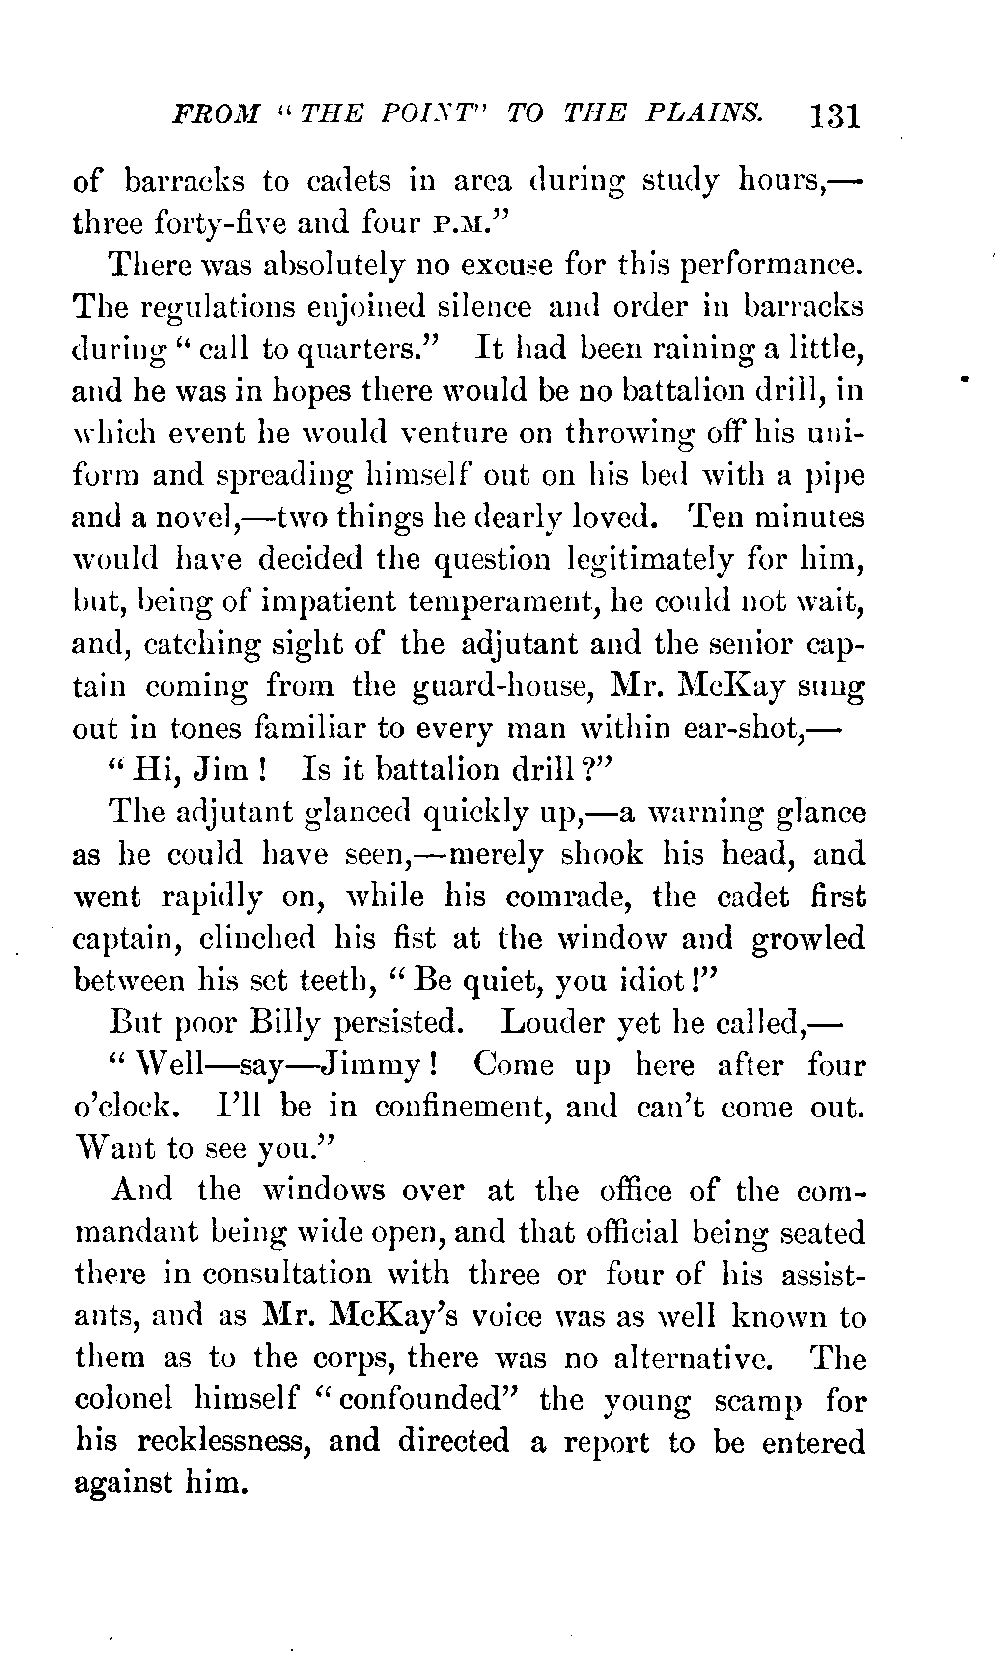 FROM "THE POINT" TO THE PLAINS. 131
of barracks to cadets in area during study hours,—
three forty-five and four P.M."
There was absolutely no excuse for this performance.
The regulations enjoined silence and order in barracks
during "call to quarters." It had been raining a little,
and he was in hopes there would be no battalion drill, in
which event he would venture on throwing off his uni-
form and spreading himself out on his bed with a pipe
and a novel,—two things he dearly loved. Ten minutes
would have decided the question legitimately for him,
but, being of impatient temperament, he could not wait,
and, catching sight of the adjutant and the senior cap-
tain coming from the guard-house, Mr. McKay sung
out in tones familiar to every man within ear-shot,—
"Hi, Jim! Is it battalion drill?"
The adjutant glanced quickly up,—a warning glance
as he could have seen,—merely shook his head, and
went rapidly on, while his comrade, the cadet first
captain, clinched his fist at the window and growled
between his set teeth, "Be quiet, you idiot!"
But poor Billy persisted. Louder yet he called,—
"Well—say—Jimmy! Come up here after four
o'clock. I'll be in confinement, and can't come out.
Want to see you."
And the windows over at the office of the com-
mandant being wide open, and that official being seated
there in consultation with three or four of his assist-
ants, and as Mr. McKay's voice was as well known to
them as to the corps, there was no alternative. The
colonel himself "confounded" the young scamp for
his recklessness, and directed a report to be entered
against him.